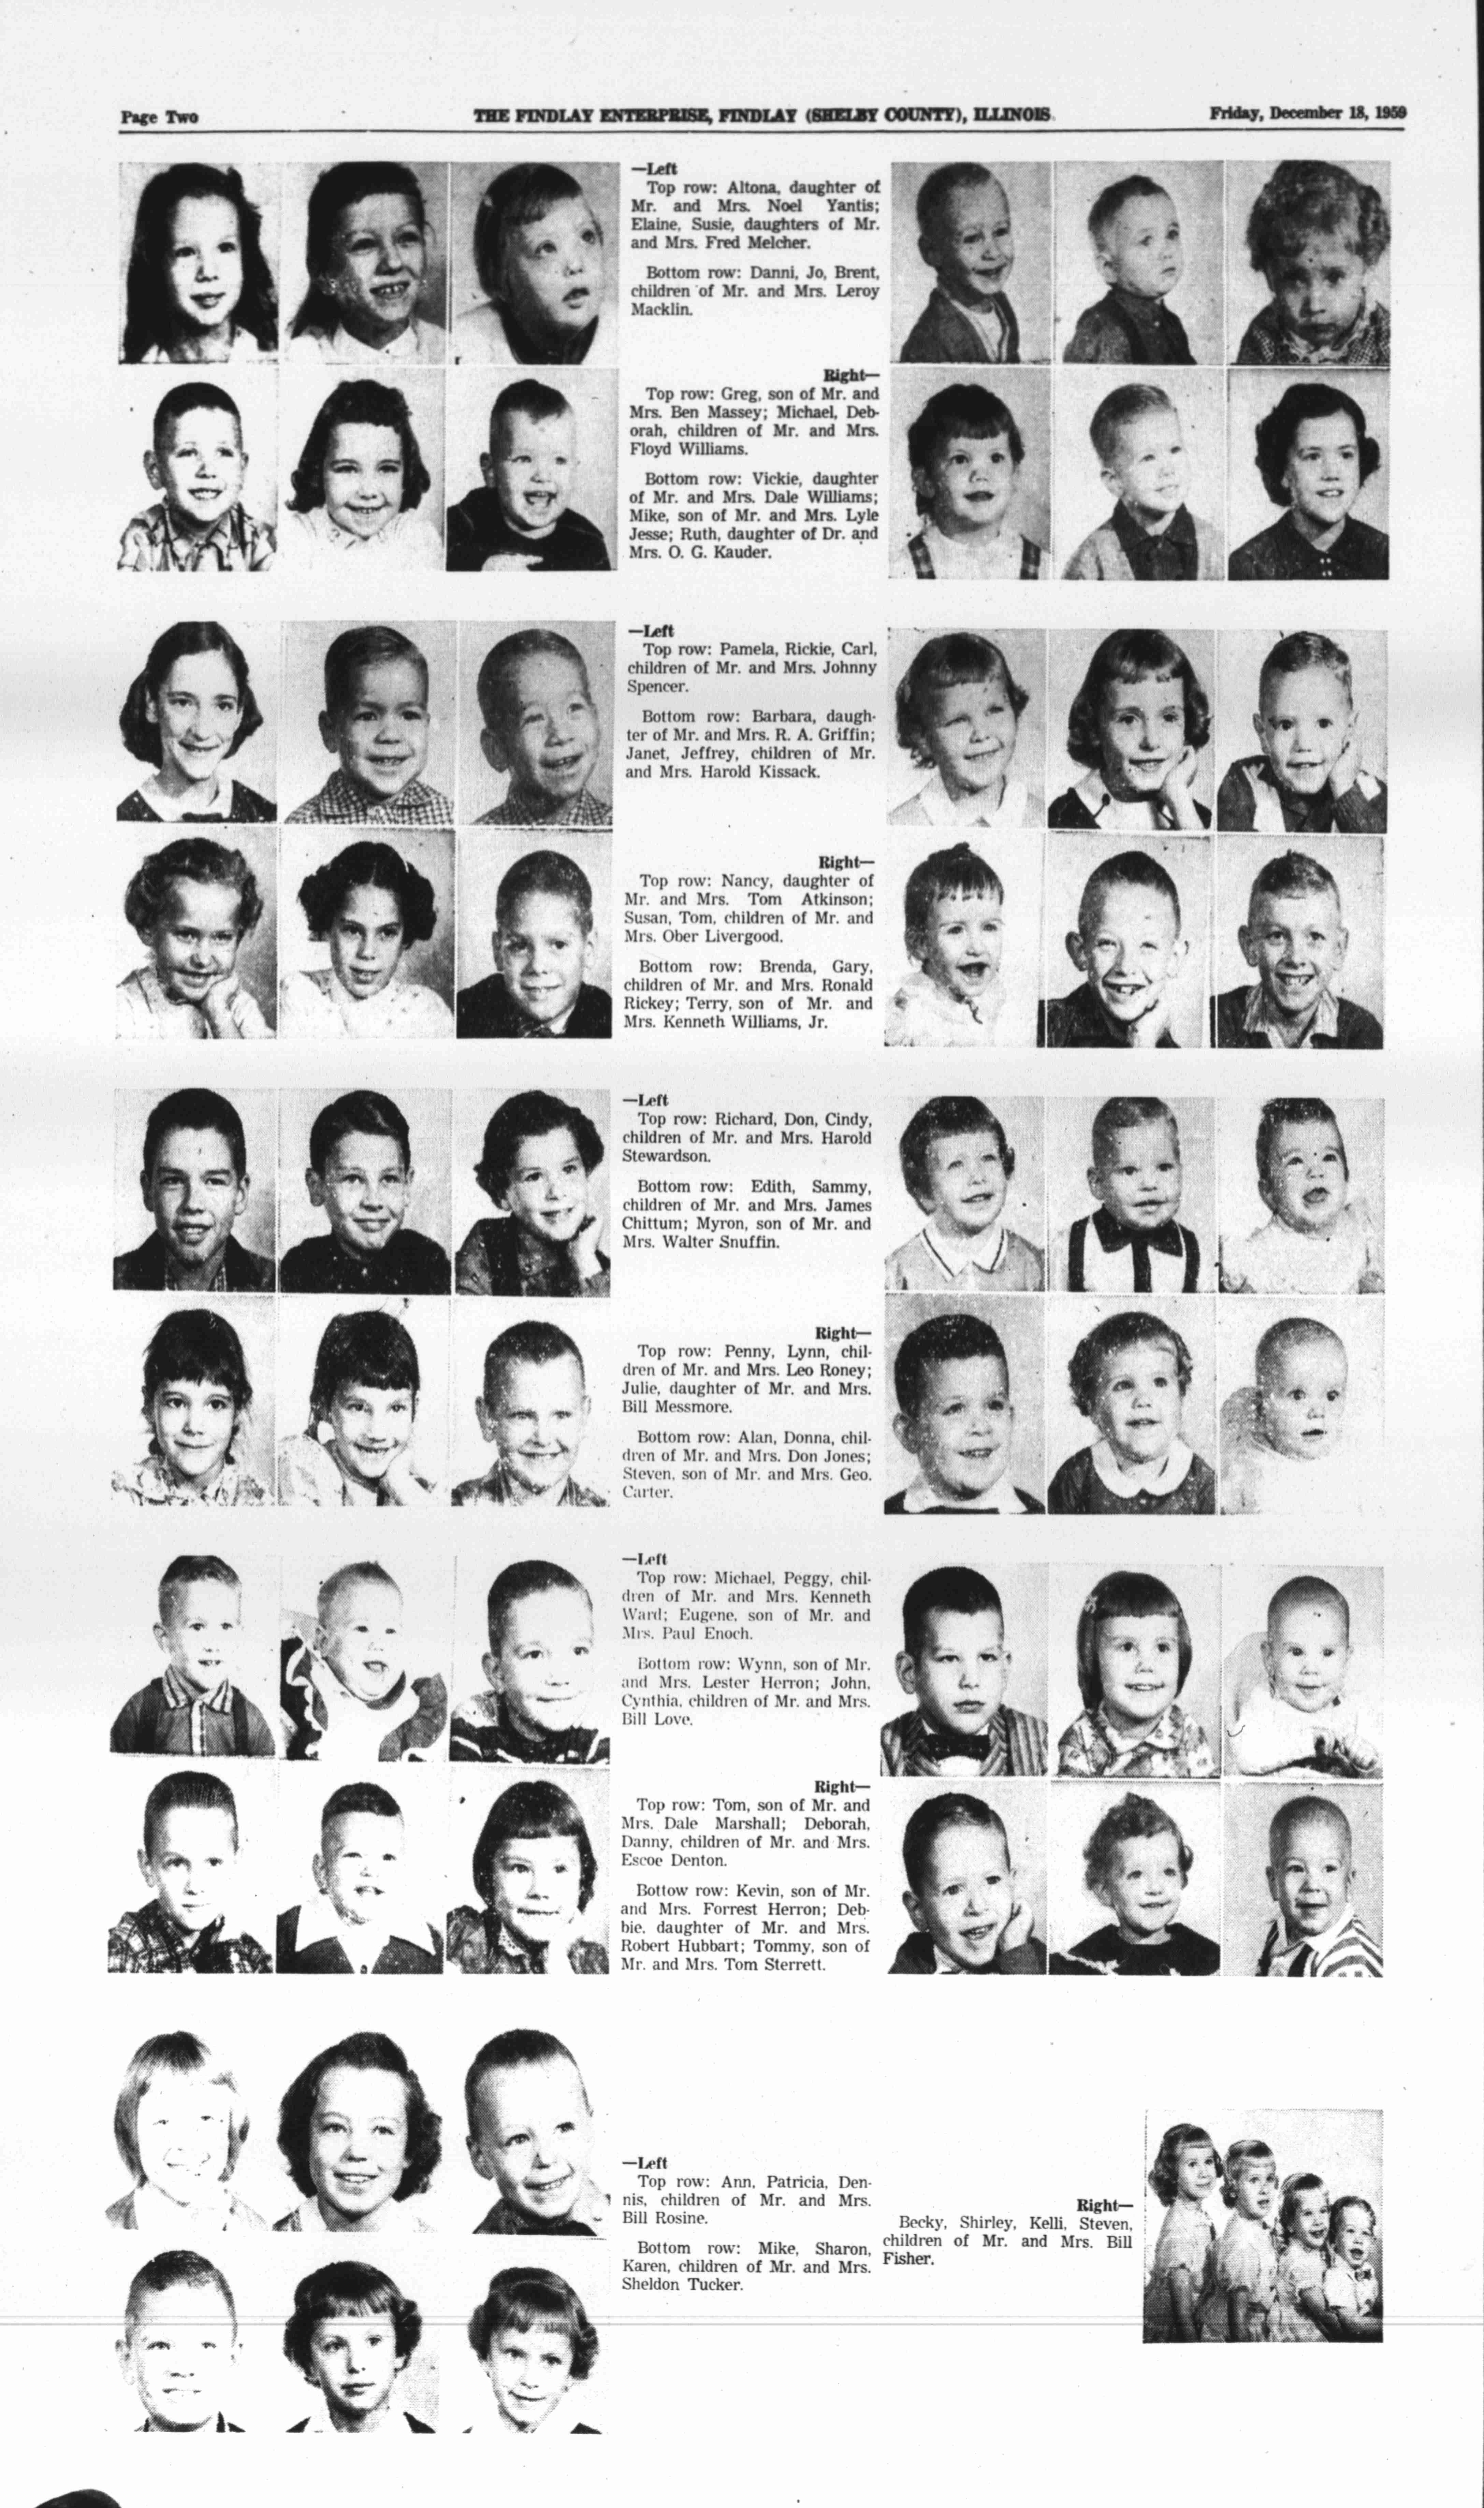 Page Two
THE FINDLAY ENTERPRISE, FINDLAY (SHELBY COUNTY), ILLINOIS
Friday, December 18, 1959
—Left
Top row: Altona, daughter of
Mr. and Mrs. Noel Yantis;
Elaine, Susie, daughters of Mr.
and Mrs. Fred Melcher.
Bottom row: Danni, Jo, Brent,
children of Mr. and Mrs. Leroy
Macklin.
Right—
Top row: Greg, son of Mr. and
Mrs. Ben Massey; Michael, Deb-
orah, children of Mr. and Mrs.
Floyd Williams.
Bottom row: Vickie, daughter
of Mr. and Mrs. Dale Williams;
Mike, son of Mr. and Mrs. Lyle
Jesse; Ruth, daughter of Dr. and
Mrs. O. G. Kauder.
—Left
Top row: Pamela, Rickie, Carl,
children of Mr. and Mrs. Johnny
Spencer.
Bottom row: Barbara, daugh-
ter of Mr. and Mrs. R. A. Griffin;
Janet, Jeffrey, children of Mr.
and Mrs. Harold Kissack.
Right—
Top row: Nancy, daughter of
Mr. and Mrs. Tom Atkinson;
Susan, Tom, children of Mr. and
Mrs. Ober Livergood.
Bottom row: Brenda, Gary,
children of Mr. and Mrs. Ronald
Rickey; Terry, son of Mr. and
Mrs. Kenneth Williams, Jr.
—Left
Top row: Richard, Don, Cindy,
children of Mr. and Mrs. Harold
Stewardson.
Bottom row: Edith, Sammy,
children of Mr. and Mrs. James
Chittum; Myron, son of Mr. and
Mrs. Walter Snuffin.
Right—
Top row: Penny, Lynn, chil-
dren of Mr. and Mrs. Leo Roney;
Julie, daughter of Mr. and Mrs.
Bill Messmore.
Bottom row: Alan, Donna, chil-
dren of Mr. and Mrs. Don Jones;
Steven, son of Mr. and Mrs. Geo.
Carter.
—Left
Top row: Michael, Peggy, chil-
dren of Mr. and Mrs. Kenneth
Ward; Eugene, son of Mr. and
Mrs. Paul Enoch.
Bottom row: Wynn, son of Mr.
and Mrs. Lester Herron; John,
Cynthia, children of Mr. and Mrs.
Bill Love.
Right—
Top row: Tom, son of Mr. and
Mrs. Dale Marshall; Deborah,
Danny, children of Mr. and Mrs.
Escoe Denton.
Bottow row: Kevin, son of Mr.
and Mrs. Forrest Herron; Deb-
bie, daughter of Mr. and Mrs.
Robert Hubbart; Tommy, son of
Mr. and Mrs. Tom Sterrett.
—Left
Top row: Ann, Patricia, Den-
nis, children of Mr. and Mrs.
Bill Rosine.
Bottom row: Mike, Sharon,
Karen, children of Mr. and Mrs.
Sheldon Tucker.
Right—
Becky, Shirley, Kelli, Steven,
children of Mr. and Mrs. Bill
Fisher.